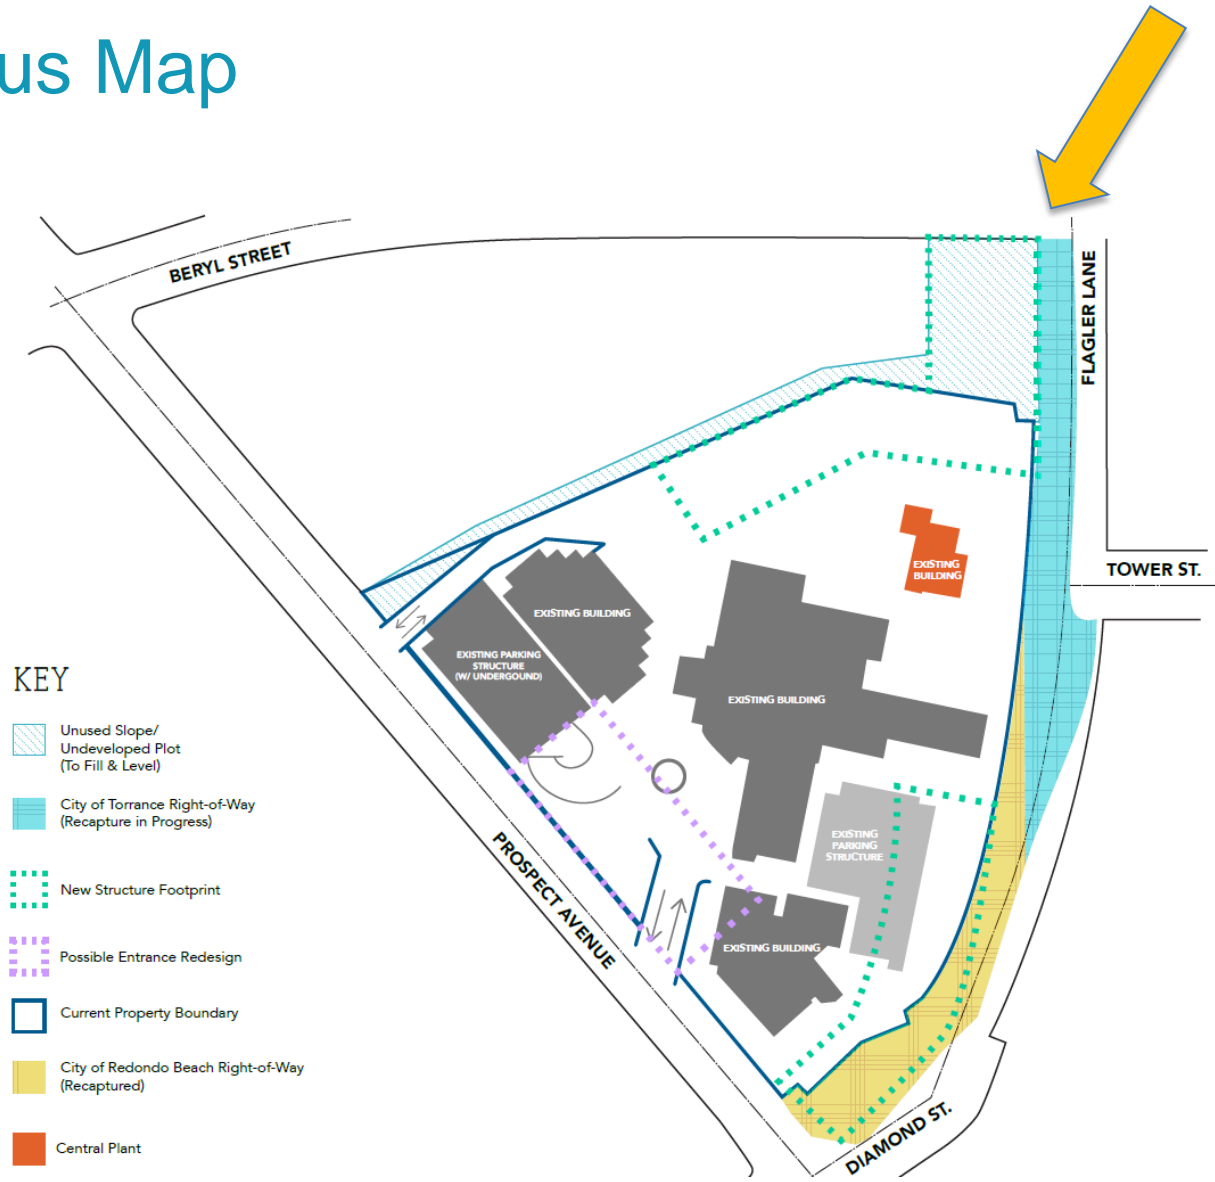 us Map
BERYL STREET
FLAGLER LANE
TOWER ST.
EXISTING
BUILDING
EXISTING BUILDING
EXISTING PARKING
STRUCTURE
(W/ UNDERGOUND)
EXISTING BUILDING
EXISTING
PARKING
STRUCTURE
EXISTING BUILDING
PROSPECT AVENUE
DIAMOND ST.
KEY
Unused Slope/
Undeveloped Plot
(To Fill & Level)
City of Torrance Right-of-Way
(Recapture in Progress)
New Structure Footprint
Possible Entrance Redesign
Current Property Boundary
City of Redondo Beach Right-of-Way
(Recaptured)
Central Plant